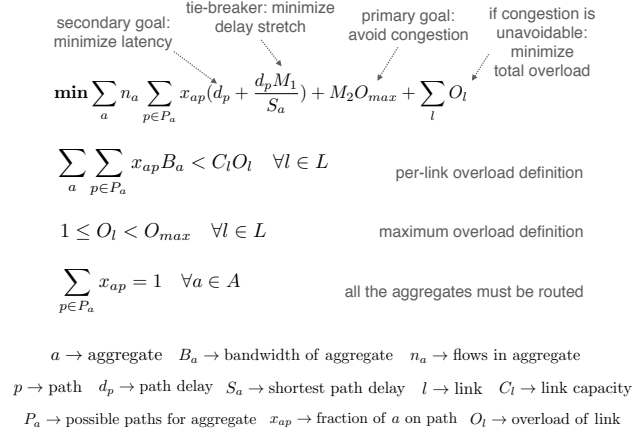 secondary goal: minimize latency
tie-breaker: minimize delay stretch
primary goal: avoid congestion
if congestion is unavoidable: minimize total overload
min ∑_a n_a ∑_{p∈P_a} x_{ap}(d_p + \frac{d_p M_1}{S_a}) + M_2 O_{max} + ∑_l O_l
∑_a ∑_{p∈P_a} x_{ap} B_a < C_l O_l ∀l ∈ L per-link overload definition
1 ≤ O_l < O_{max} ∀l ∈ L maximum overload definition
∑_{p∈P_a} x_{ap} = 1 ∀a ∈ A all the aggregates must be routed
a → aggregate B_a → bandwidth of aggregate n_a → flows in aggregate
p → path d_p → path delay S_a → shortest path delay l → link C_l → link capacity
P_a → possible paths for aggregate x_{ap} → fraction of a on path O_l → overload of link